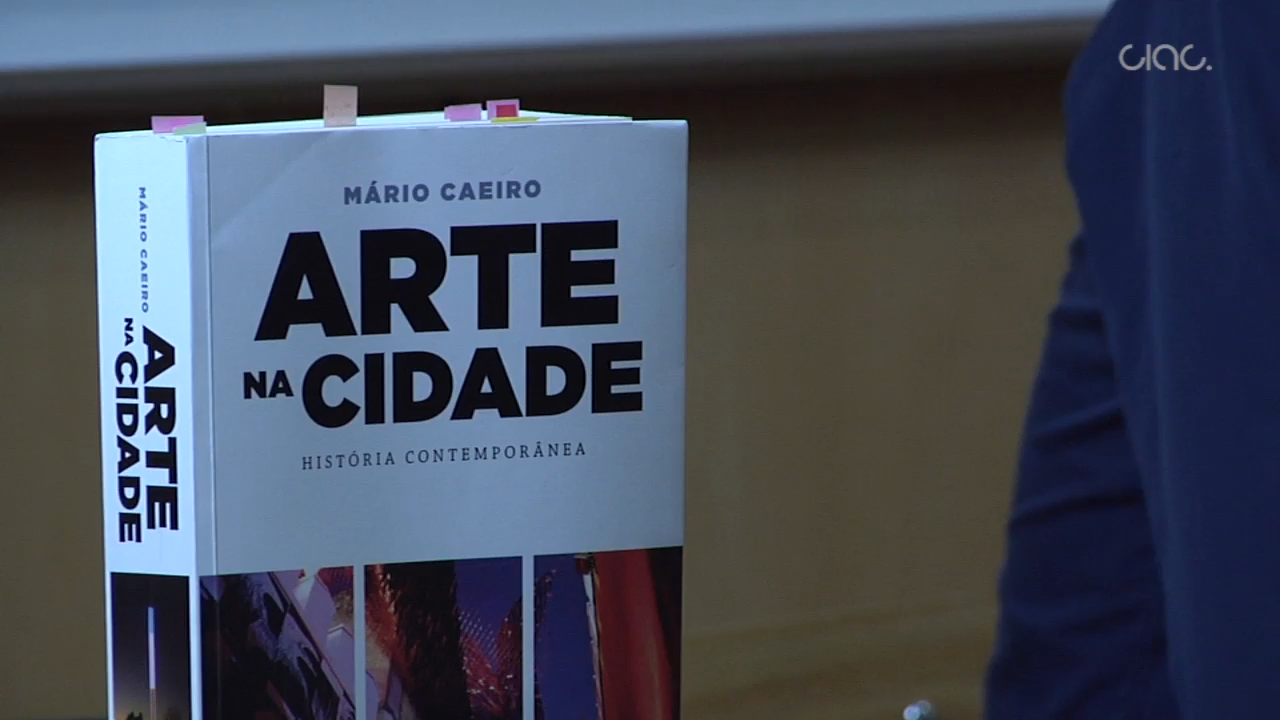 ciac.
MÁRIO CAEIRO
ARTE
NA CIDADE
HISTÓRIA CONTEMPORÂNEA
MÁRIO CAEIRO
ARTE
NA CIDADE